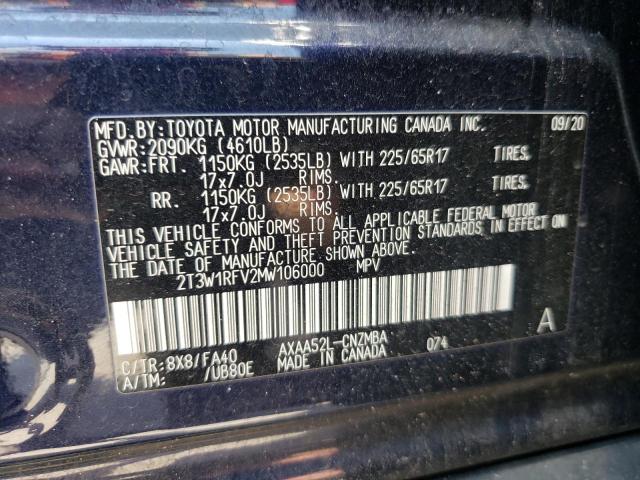 MFD.BY:TOYOTA MOTOR MANUFACTURING CANADA INC. 09/20
GVWR:2090KG (4610LB)
GAWR:FRT. 1150KG (2535LB) WITH 225/65R17 TIRES.
17x7.0J RIMS.
RR. 1150KG (2535LB) WITH 225/65R17 TIRES.
17x7.0J RIMS.
THIS VEHICLE CONFORMS TO ALL APPLICABLE FEDERAL MOTOR
VEHICLE SAFETY AND THEFT PREVENTION STANDARDS IN EFFECT
ON THE DATE OF MANUFACTURE SHOWN ABOVE.
2T3W1RFV2MW106000 MPV
A
C/TR:8X8/FA40 AXAA52L-CNZMBA 074
A/TM: /UB80E MADE IN CANADA